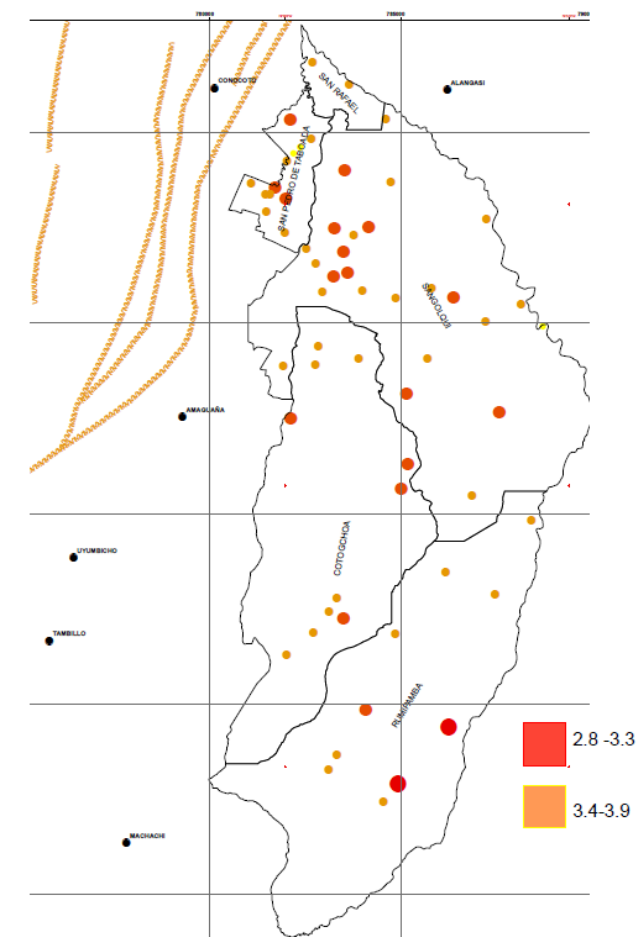 CONOCOTO
ALANGASI
SAN RAFAEL
SAN PEDRO DE TABOADA
SANGOLQUI
AMAGUAÑA
COTOGCHOA
UYUMBICHO
TAMBILLO
RUMIPAMBA
2.8 -3.3
3.4-3.9
MACHACHI